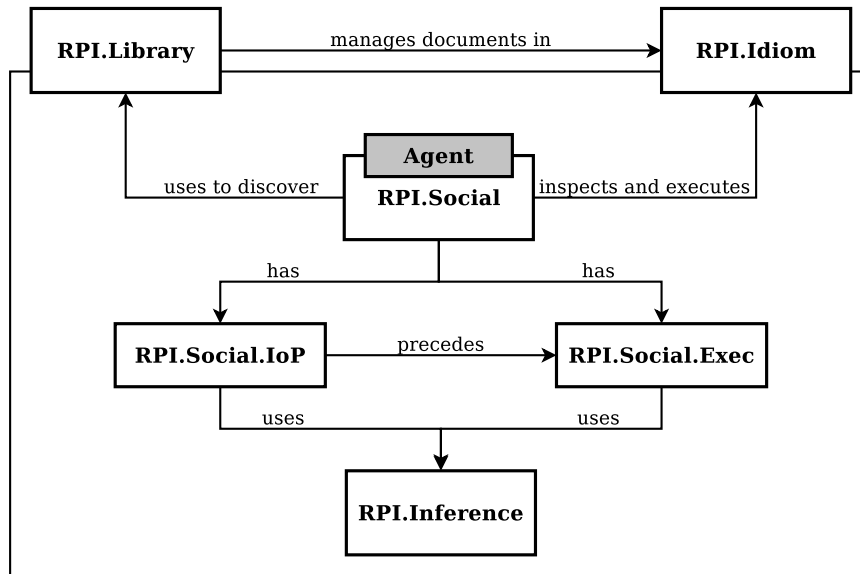 RPI.Library
manages documents in
RPI.Idiom
Agent
uses to discover
RPI.Social
inspects and executes
has
has
RPI.Social.IoP
precedes
RPI.Social.Exec
uses
uses
RPI.Inference